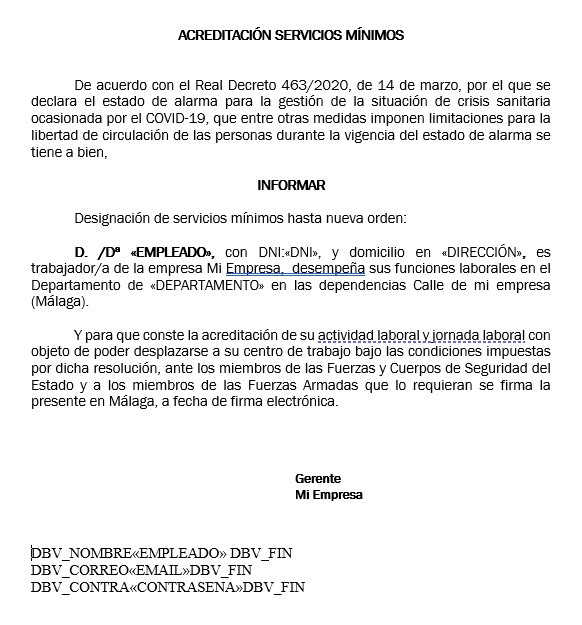 ACREDITACIÓN SERVICIOS MÍNIMOS
De acuerdo con el Real Decreto 463/2020, de 14 de marzo, por el que se
declara el estado de alarma para la gestión de la situación de crisis sanitaria
ocasionada por el COVID-19, que entre otras medidas imponen limitaciones para la
libertad de circulación de las personas durante la vigencia del estado de alarma se
tiene a bien,
INFORMAR
Designación de servicios mínimos hasta nueva orden:
D. /Dª «EMPLEADO», con DNI:«DNI», y domicilio en «DIRECCIÓN», es
trabajador/a de la empresa Mi Empresa, desempeña sus funciones laborales en el
Departamento de «DEPARTAMENTO» en las dependencias Calle de mi empresa
(Málaga).
Y para que conste la acreditación de su actividad laboral y jornada laboral con
objeto de poder desplazarse a su centro de trabajo bajo las condiciones impuestas
por dicha resolución, ante los miembros de las Fuerzas y Cuerpos de Seguridad del
Estado y a los miembros de las Fuerzas Armadas que lo requieran se firma la
presente en Málaga, a fecha de firma electrónica.
Gerente
Mi Empresa
DBV_NOMBRE«EMPLEADO» DBV_FIN
DBV_CORREO«EMAIL»DBV_FIN
DBV_CONTRA«CONTRASENA»DBV_FIN